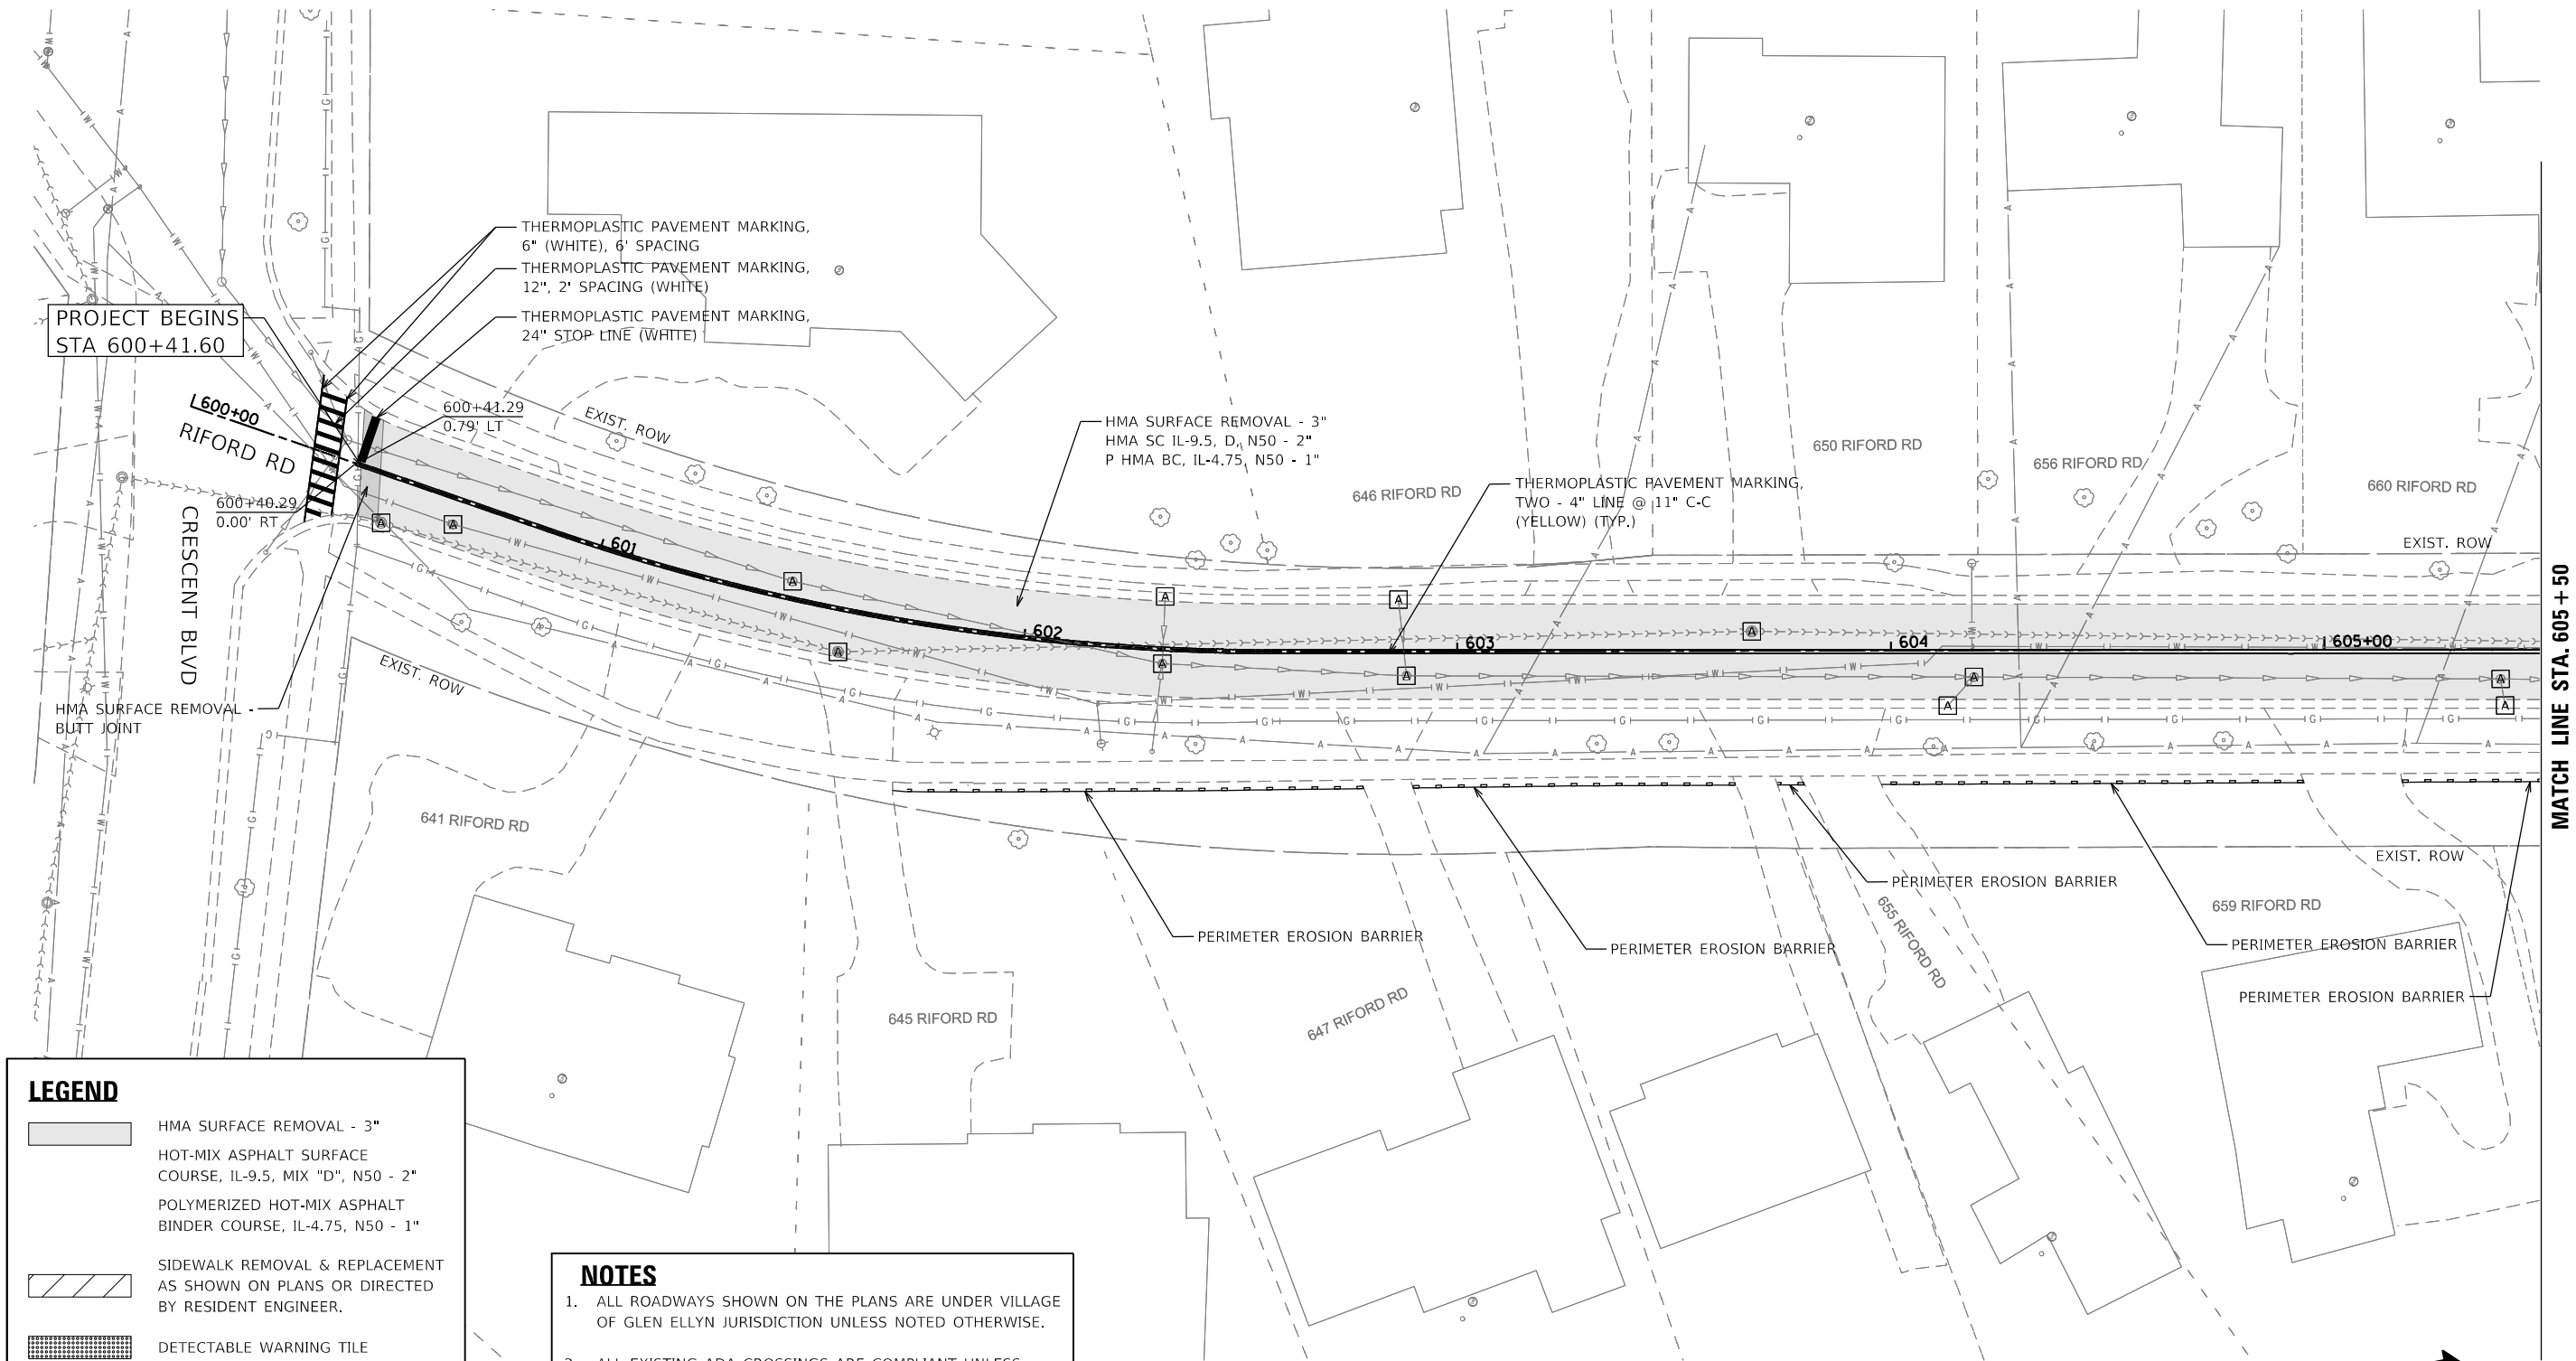 THERMOPLASTIC PAVEMENT MARKING,
6" (WHITE), 6' SPACING
THERMOPLASTIC PAVEMENT MARKING,
12", 2' SPACING (WHITE)
THERMOPLASTIC PAVEMENT MARKING,
24" STOP LINE (WHITE)
PROJECT BEGINS
STA 600+41.60
600+00
RIFORD RD
600+41.29
0.79' LT
600+40.29
0.00' RT
CRESCENT BLVD
EXIST. ROW
HMA SURFACE REMOVAL - 3"
HMA SC IL-9.5, D, N50 - 2"
P HMA BC, IL-4.75, N50 - 1"
THERMOPLASTIC PAVEMENT MARKING,
TWO - 4" LINE @ 11" C-C
(YELLOW) (TYP.)
646 RIFORD RD
650 RIFORD RD
656 RIFORD RD
660 RIFORD RD
EXIST. ROW
601
602
603
604
605+00
MATCH LINE STA. 605+50
HMA SURFACE REMOVAL -
BUTT JOINT
EXIST. ROW
641 RIFORD RD
645 RIFORD RD
647 RIFORD RD
655 RIFORD RD
659 RIFORD RD
EXIST. ROW
PERIMETER EROSION BARRIER
PERIMETER EROSION BARRIER
PERIMETER EROSION BARRIER
PERIMETER EROSION BARRIER
PERIMETER EROSION BARRIER
LEGEND
HMA SURFACE REMOVAL - 3"
HOT-MIX ASPHALT SURFACE
COURSE, IL-9.5, MIX "D", N50 - 2"
POLYMERIZED HOT-MIX ASPHALT
BINDER COURSE, IL-4.75, N50 - 1"
SIDEWALK REMOVAL & REPLACEMENT
AS SHOWN ON PLANS OR DIRECTED
BY RESIDENT ENGINEER.
DETECTABLE WARNING TILE
NOTES
1. ALL ROADWAYS SHOWN ON THE PLANS ARE UNDER VILLAGE
OF GLEN ELLYN JURISDICTION UNLESS NOTED OTHERWISE.
2. ALL EXISTING ADA CROSSINGS ARE COMPLIANT UNLESS